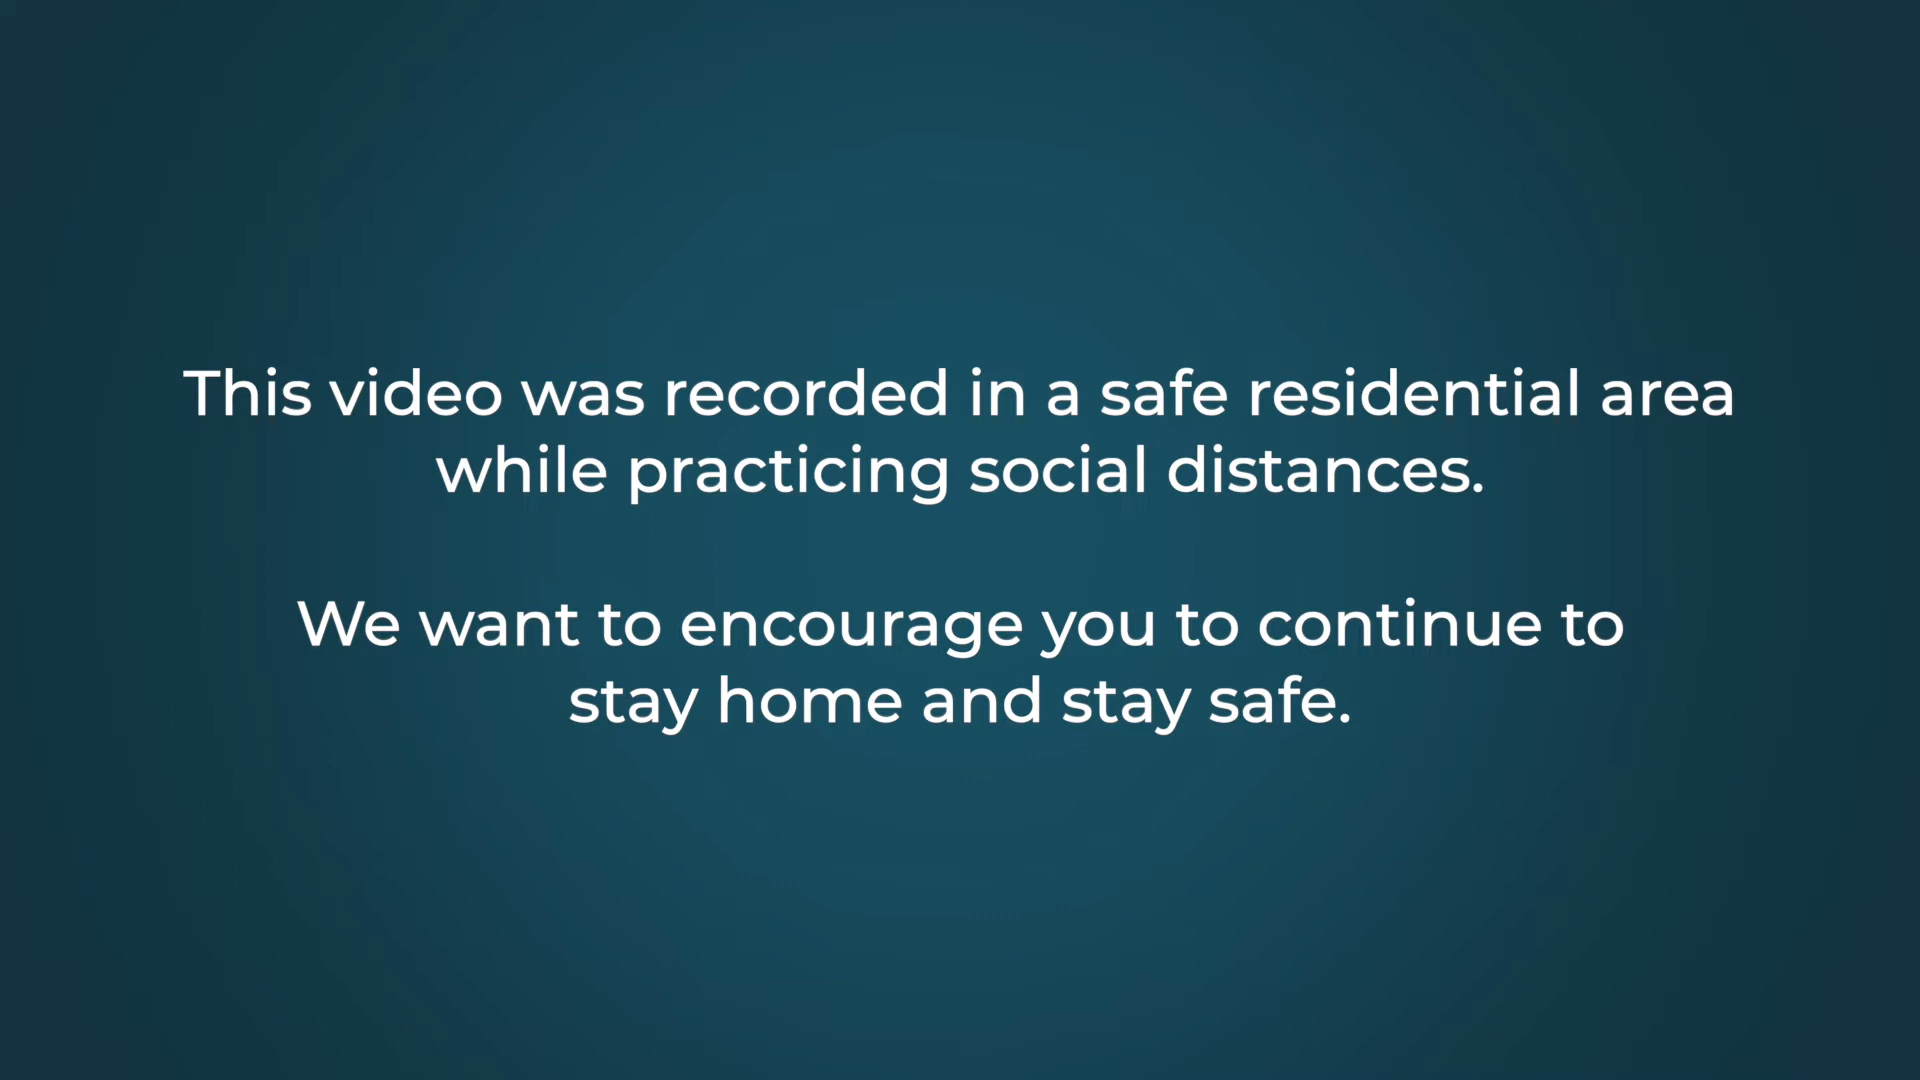 This video was recorded in a safe residential area
while practicing social distances.
We want to encourage you to continue to
stay home and stay safe.